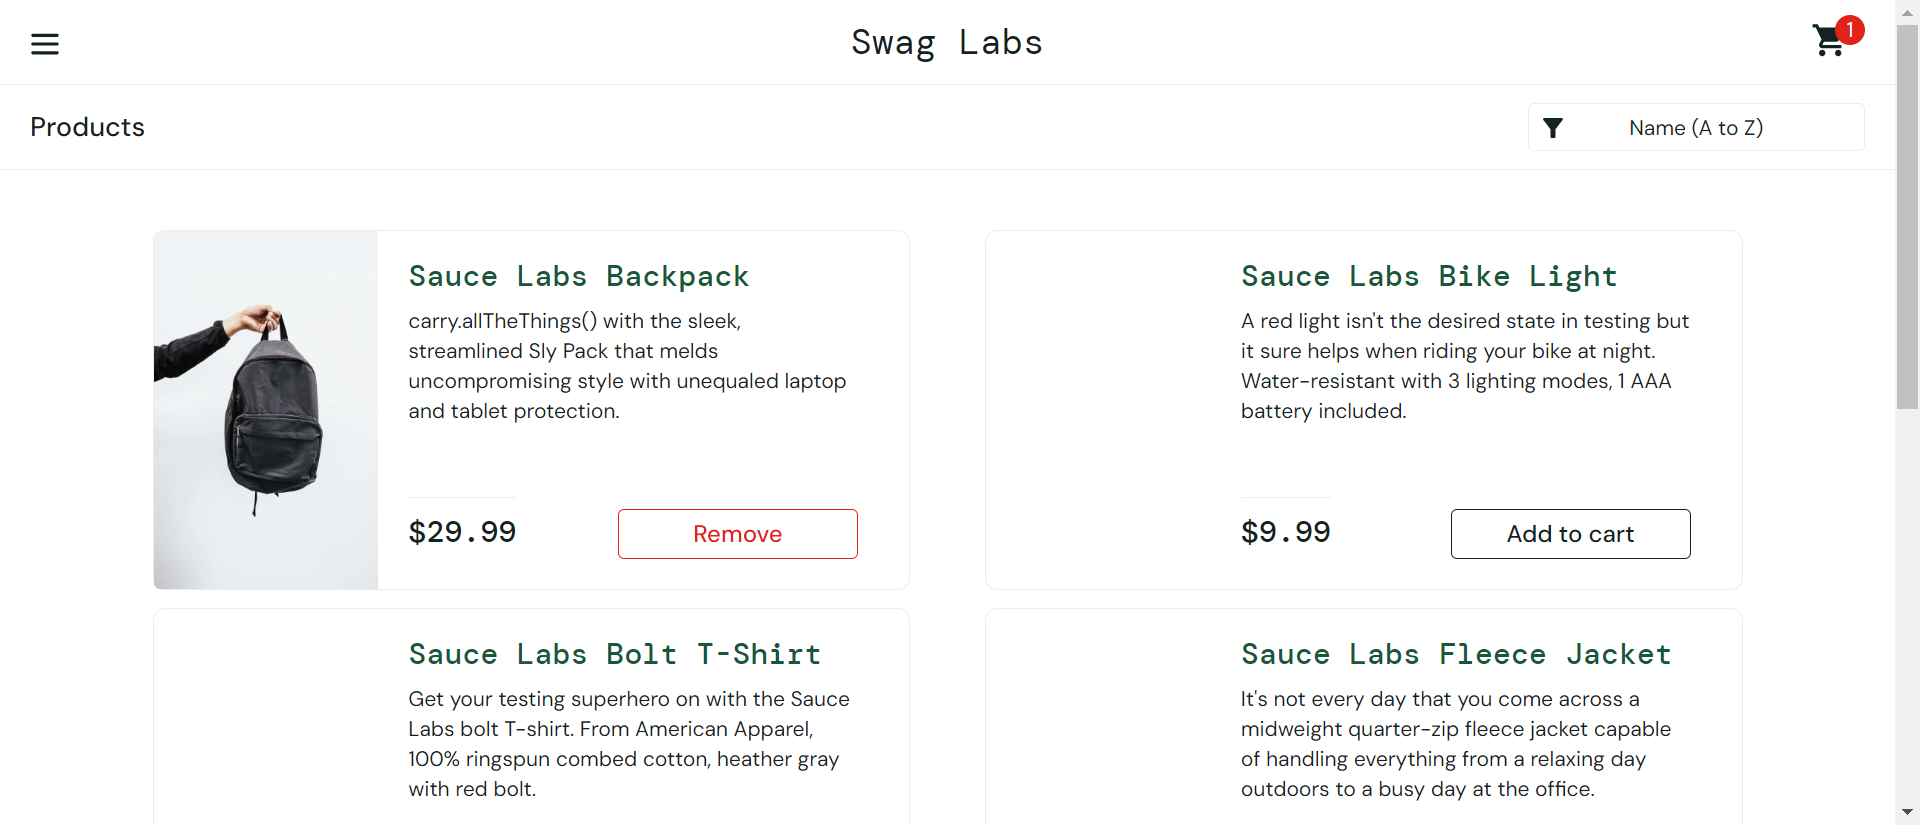 Swag Labs
1
Products
Name (A to Z)
Sauce Labs Backpack
carry.allTheThings() with the sleek,
streamlined Sly Pack that melds
uncompromising style with unequaled laptop
and tablet protection.
$29.99
Remove
Sauce Labs Bike Light
A red light isn't the desired state in testing but
it sure helps when riding your bike at night.
Water-resistant with 3 lighting modes, 1 AAA
battery included.
$9.99
Add to cart
Sauce Labs Bolt T-Shirt
Get your testing superhero on with the Sauce
Labs bolt T-shirt. From American Apparel,
100% ringspun combed cotton, heather gray
with red bolt.
Sauce Labs Fleece Jacket
It's not every day that you come across a
midweight quarter-zip fleece jacket capable
of handling everything from a relaxing day
outdoors to a busy day at the office.